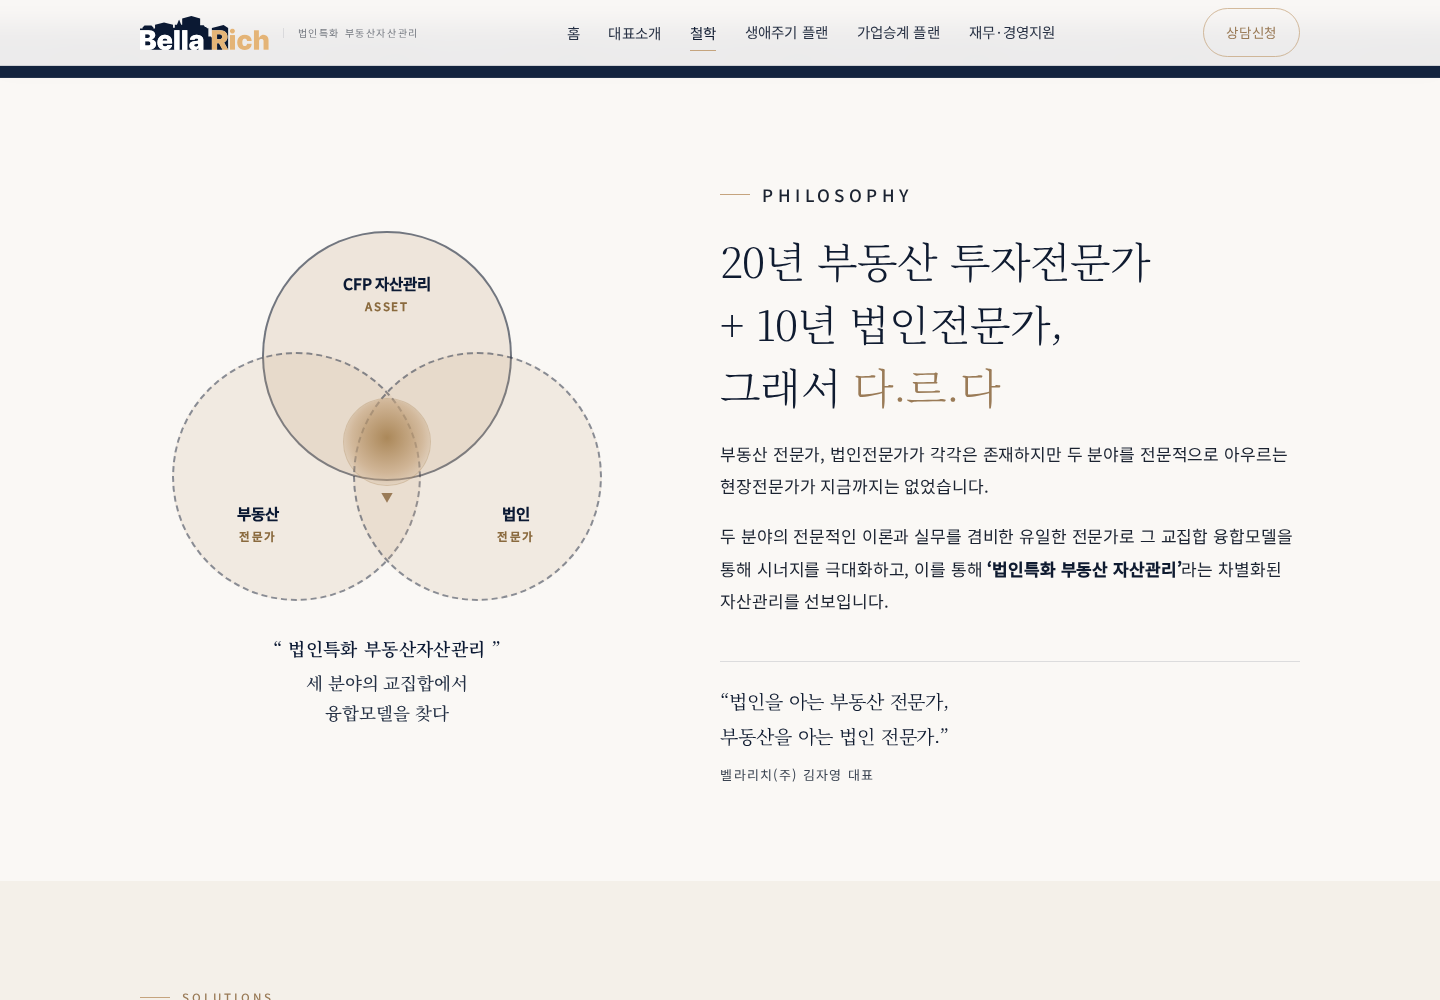 BellaRich
법인특화 부동산자산관리
홈
대표소개
철학
생애주기 플랜
가업승계 플랜
재무·경영지원
상담신청
CFP 자산관리
ASSET
부동산
전문가
법인
전문가
“ 법인특화 부동산자산관리 ”
세 분야의 교집합에서
융합모델을 찾다
PHILOSOPHY
20년 부동산 투자전문가
+ 10년 법인전문가,
그래서 다.르.다
부동산 전문가, 법인전문가가 각각은 존재하지만 두 분야를 전문적으로 아우르는
현장전문가가 지금까지는 없었습니다.
두 분야의 전문적인 이론과 실무를 겸비한 유일한 전문가로 그 교집합 융합모델을
통해 시너지를 극대화하고, 이를 통해 ‘법인특화 부동산 자산관리’라는 차별화된
자산관리를 선보입니다.
“법인을 아는 부동산 전문가,
부동산을 아는 법인 전문가.”
벨라리치(주) 김자영 대표
SOLUTIONS